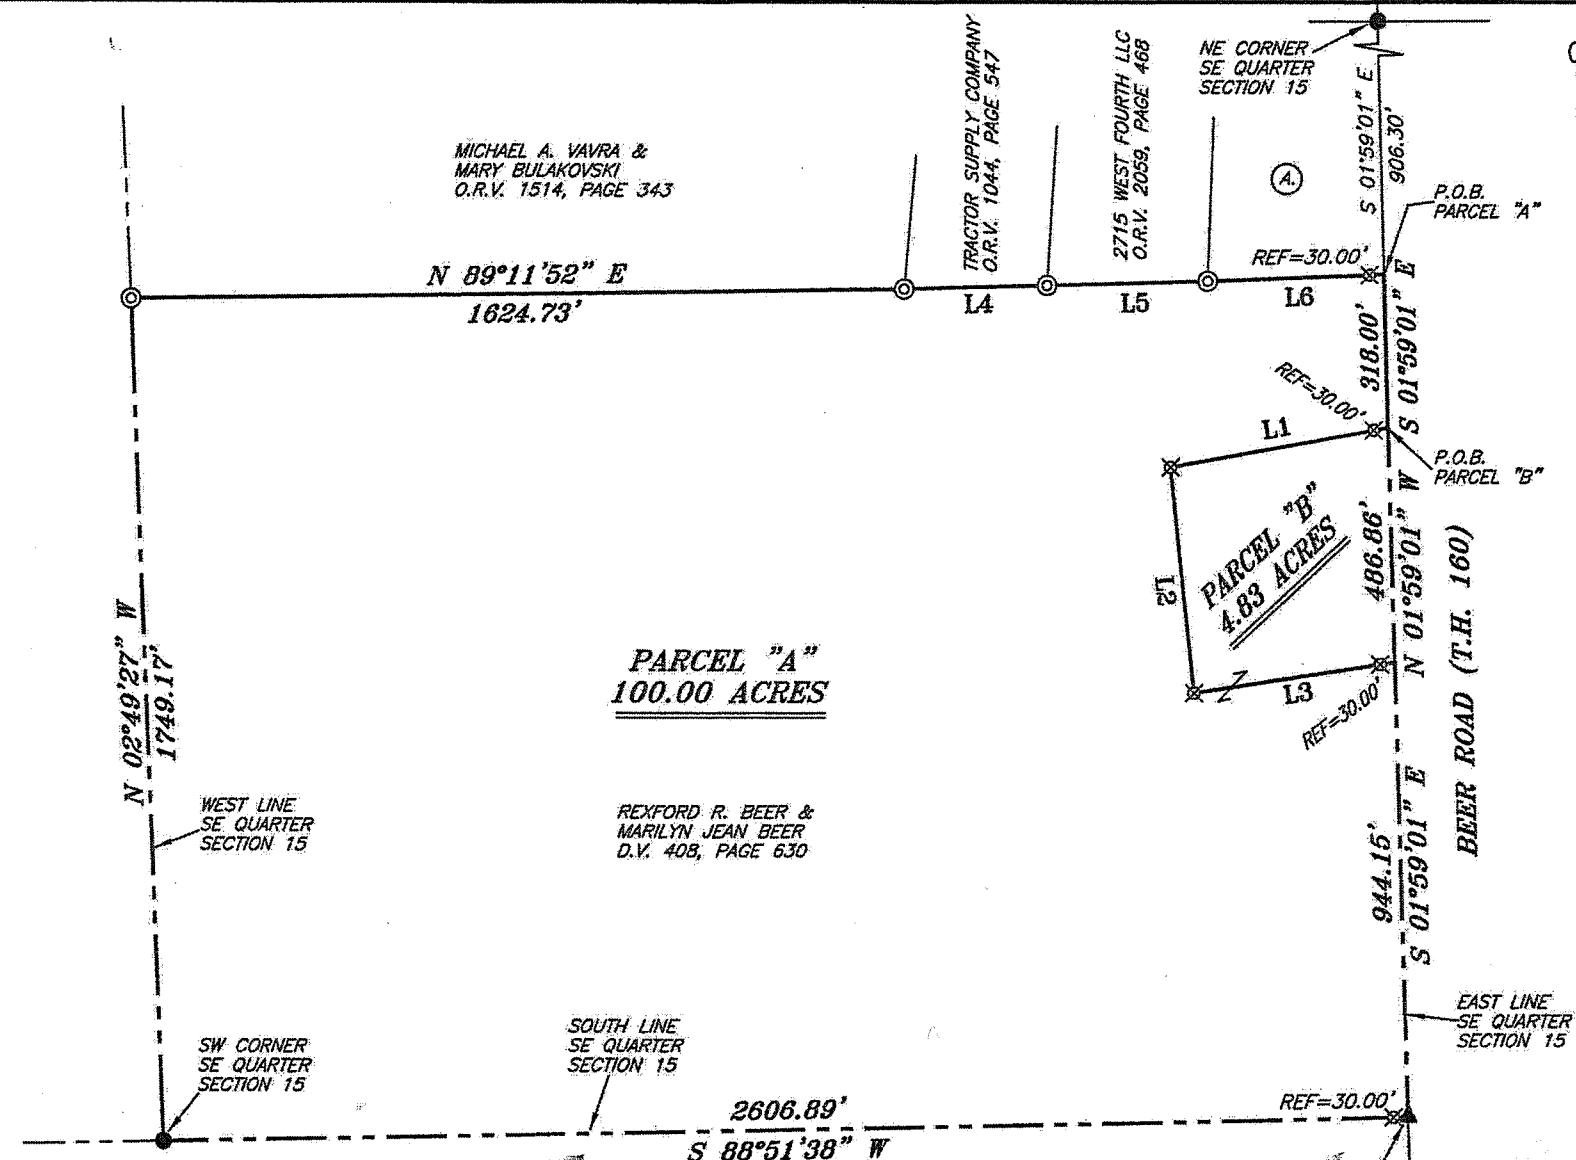 NE CORNER
SE QUARTER
SECTION 15
S 01°59'01" E
906.30'
TRACTOR SUPPLY COMPANY
O.R.V. 1044, PAGE 547
2715 WEST FOURTH LLC
O.R.V. 2059, PAGE 468
A.
MICHAEL A. VAVRA &
MARY BULAKOVSKI
O.R.V. 1514, PAGE 343
P.O.B.
PARCEL "A"
N 89°11'52" E
1624.73'
L4
L5
REF=30.00'
L6
318.00'
S 01°59'01" E
REF=30.00'
L1
P.O.B.
PARCEL "B"
L2
PARCEL "B"
4.83 ACRES
486.86'
N 01°59'01" W
BEER ROAD (T.H. 160)
L3
REF=30.00'
N 02°49'27" W
1749.17'
PARCEL "A"
100.00 ACRES
WEST LINE
SE QUARTER
SECTION 15
REXFORD R. BEER &
MARILYN JEAN BEER
D.V. 408, PAGE 630
944.15'
S 01°59'01" E
EAST LINE
SE QUARTER
SECTION 15
SW CORNER
SE QUARTER
SECTION 15
SOUTH LINE
SE QUARTER
SECTION 15
2606.89'
S 88°51'38" W
REF=30.00'